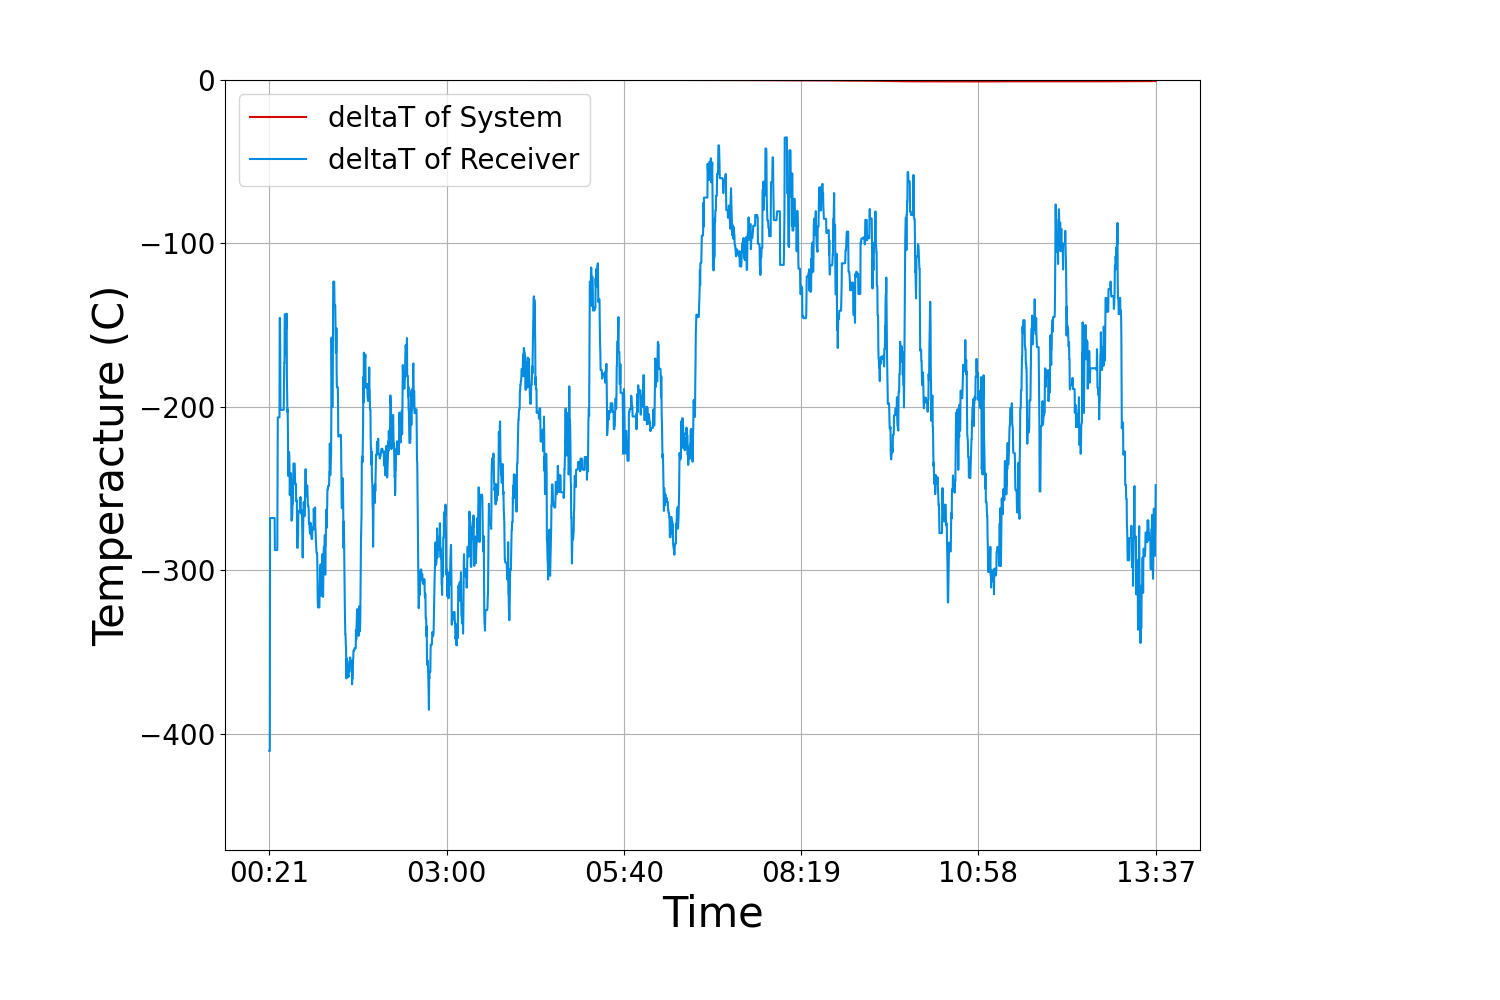 0
deltaT of System
deltaT of Receiver
−100
−200
−300
−400
Temperacture (C)
00:21 03:00 05:40 08:19 10:58 13:37
Time